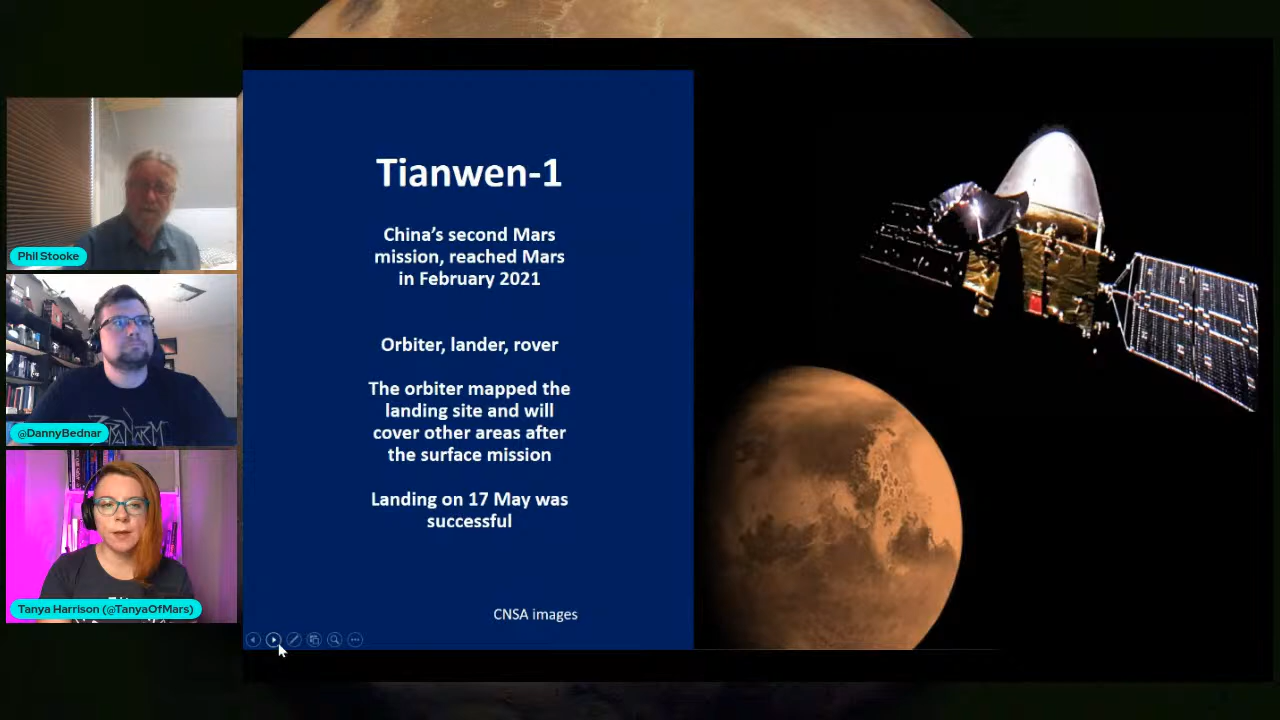 Tianwen-1
China's second Mars
mission, reached Mars
in February 2021
Orbiter, lander, rover
The orbiter mapped the
landing site and will
cover other areas after
the surface mission
Landing on 17 May was
successful
CNSA images
Phil Stooke
@DannyBednar
Tanya Harrison (@TanyaOfMars)